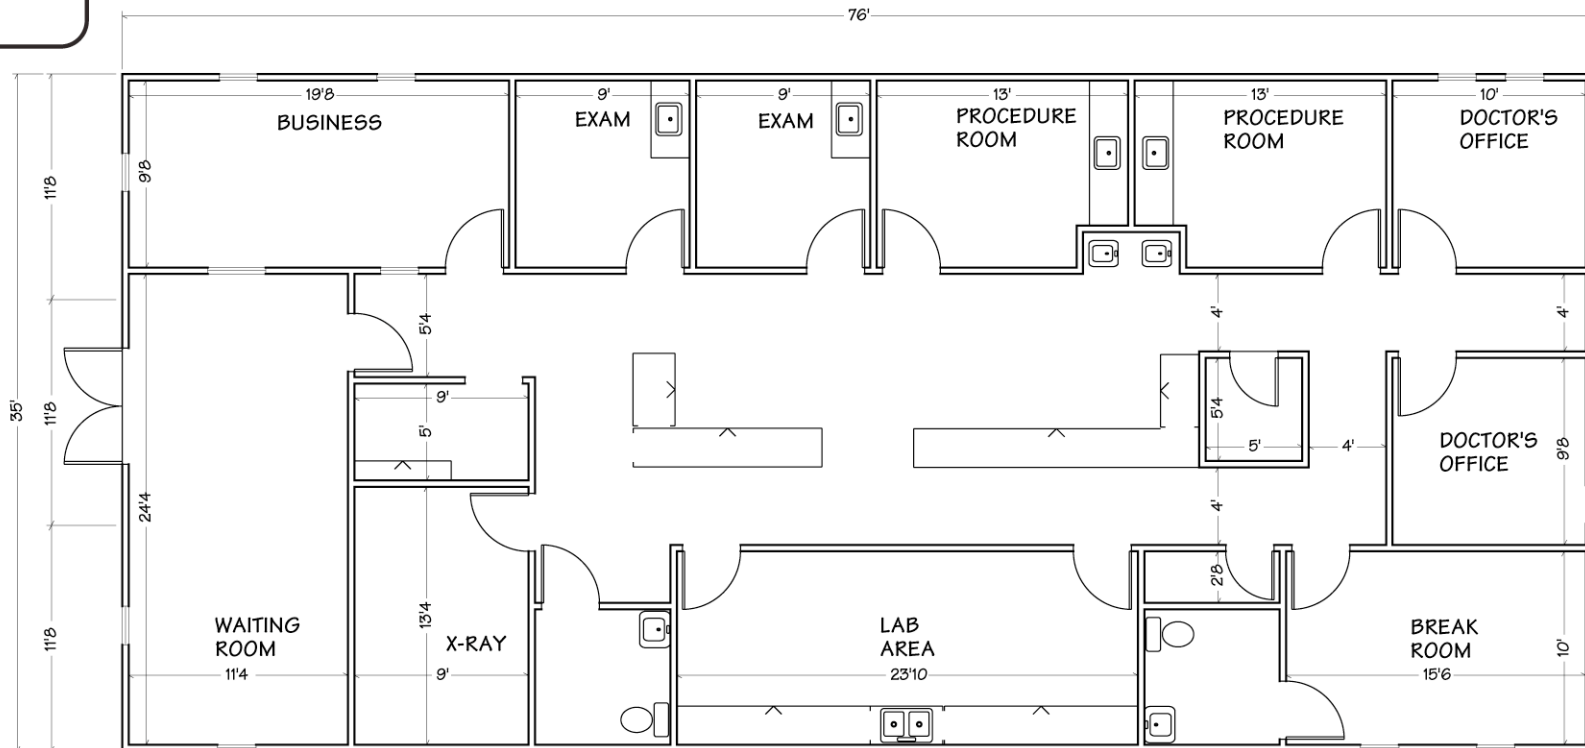 76'
19'8
9'
9'
13'
13'
10'
BUSINESS
EXAM
EXAM
PROCEDURE
ROOM
PROCEDURE
ROOM
DOCTOR'S
OFFICE
11'8
9'8
5'4
4'
4'
35'
11'8
9'
5'
5'4
5'
4'
DOCTOR'S
OFFICE
9'8
24'4
4'
2'8
11'8
WAITING
ROOM
11'4
13'4
X-RAY
9'
LAB
AREA
23'10
BREAK
ROOM
15'6
10'